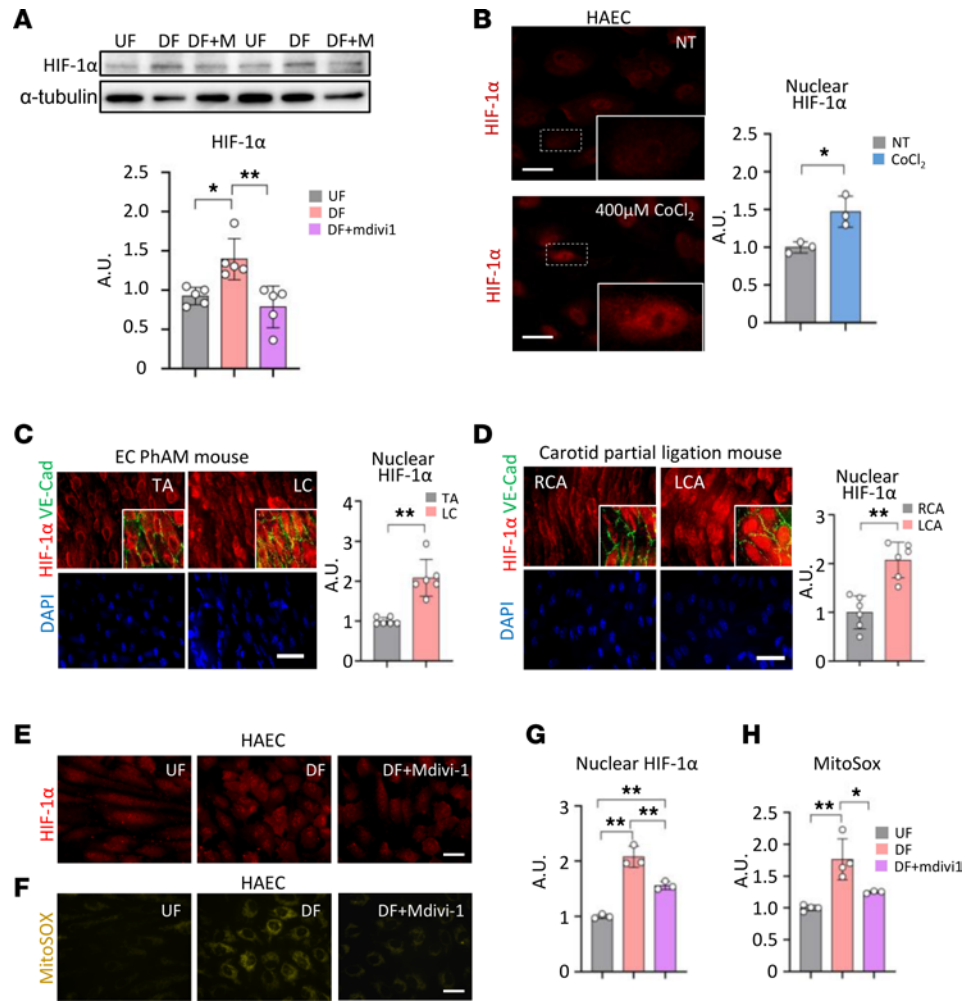 A
UF DF DF+M UF DF DF+M
HIF-1α
α-tubulin
HIF-1α
* **
UF
DF
DF+mdivi1
A.U.
2.5
2.0
1.5
1.0
0.5
0
B
HAEC
NT
HIF-1α
400µM CoCl₂
HIF-1α
Nuclear
HIF-1α
NT
CoCl₂
*
A.U.
2.5
2.0
1.5
1.0
0.5
0
C
EC PhAM mouse
HIF-1α VE-Cad
TA LC
DAPI
Nuclear
HIF-1α
TA
LC
**
A.U.
4
3
2
1
0
D
Carotid partial ligation mouse
HIF-1α VE-Cad
RCA LCA
DAPI
Nuclear
HIF-1α
RCA
LCA
**
A.U.
3
2
1
0
E
HAEC
HIF-1α
UF DF DF+Mdivi-1
F
HAEC
MitoSOX
UF DF DF+Mdivi-1
G
Nuclear HIF-1α
**
** **
A.U.
3
2
1
0
H
MitoSox
** *
UF
DF
DF+mdivi1
A.U.
2.5
2.0
1.5
1.0
0.5
0